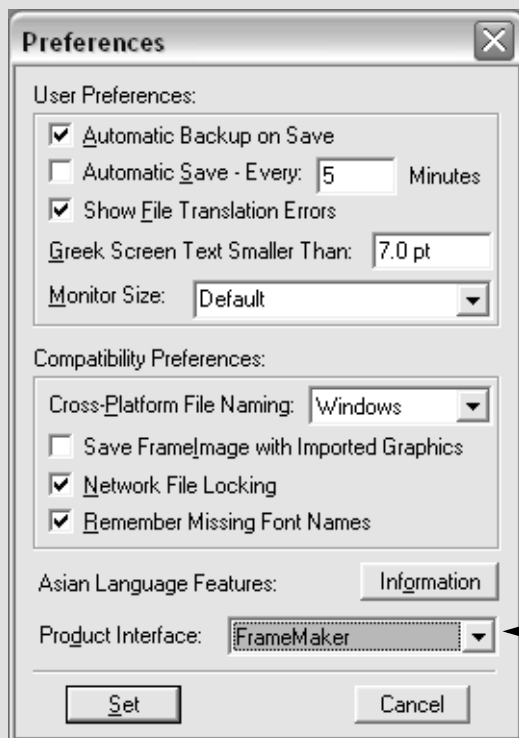 Preferences
User Preferences:
Automatic Backup on Save
Automatic Save - Every: 5 Minutes
Show File Translation Errors
Greek Screen Text Smaller Than: 7.0 pt
Monitor Size: Default
Compatibility Preferences:
Cross-Platform File Naming: Windows
Save FrameImage with Imported Graphics
Network File Locking
Remember Missing Font Names
Asian Language Features: Information
Product Interface: FrameMaker
Set Cancel